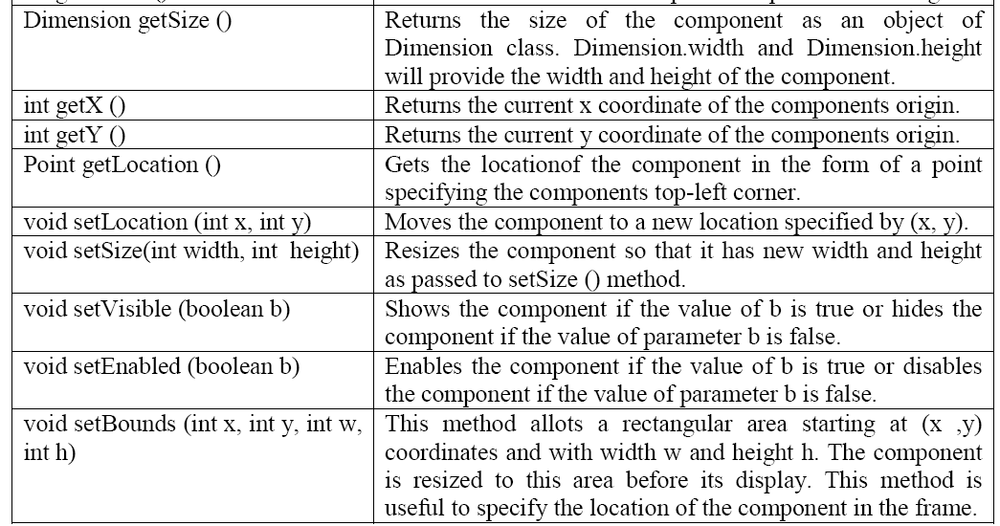 Dimension getSize ()
Returns the size of the component as an object of
Dimension class. Dimension.width and Dimension.height
will provide the width and height of the component.
int getX ()
Returns the current x coordinate of the components origin.
int getY ()
Returns the current y coordinate of the components origin.
Point getLocation ()
Gets the locationof the component in the form of a point
specifying the components top-left corner.
void setLocation (int x, int y)
Moves the component to a new location specified by (x, y).
void setSize(int width, int height)
Resizes the component so that it has new width and height
as passed to setSize () method.
void setVisible (boolean b)
Shows the component if the value of b is true or hides the
component if the value of parameter b is false.
void setEnabled (boolean b)
Enables the component if the value of b is true or disables
the component if the value of parameter b is false.
void setBounds (int x, int y, int w,
int h)
This method allots a rectangular area starting at (x ,y)
coordinates and with width w and height h. The component
is resized to this area before its display. This method is
useful to specify the location of the component in the frame.